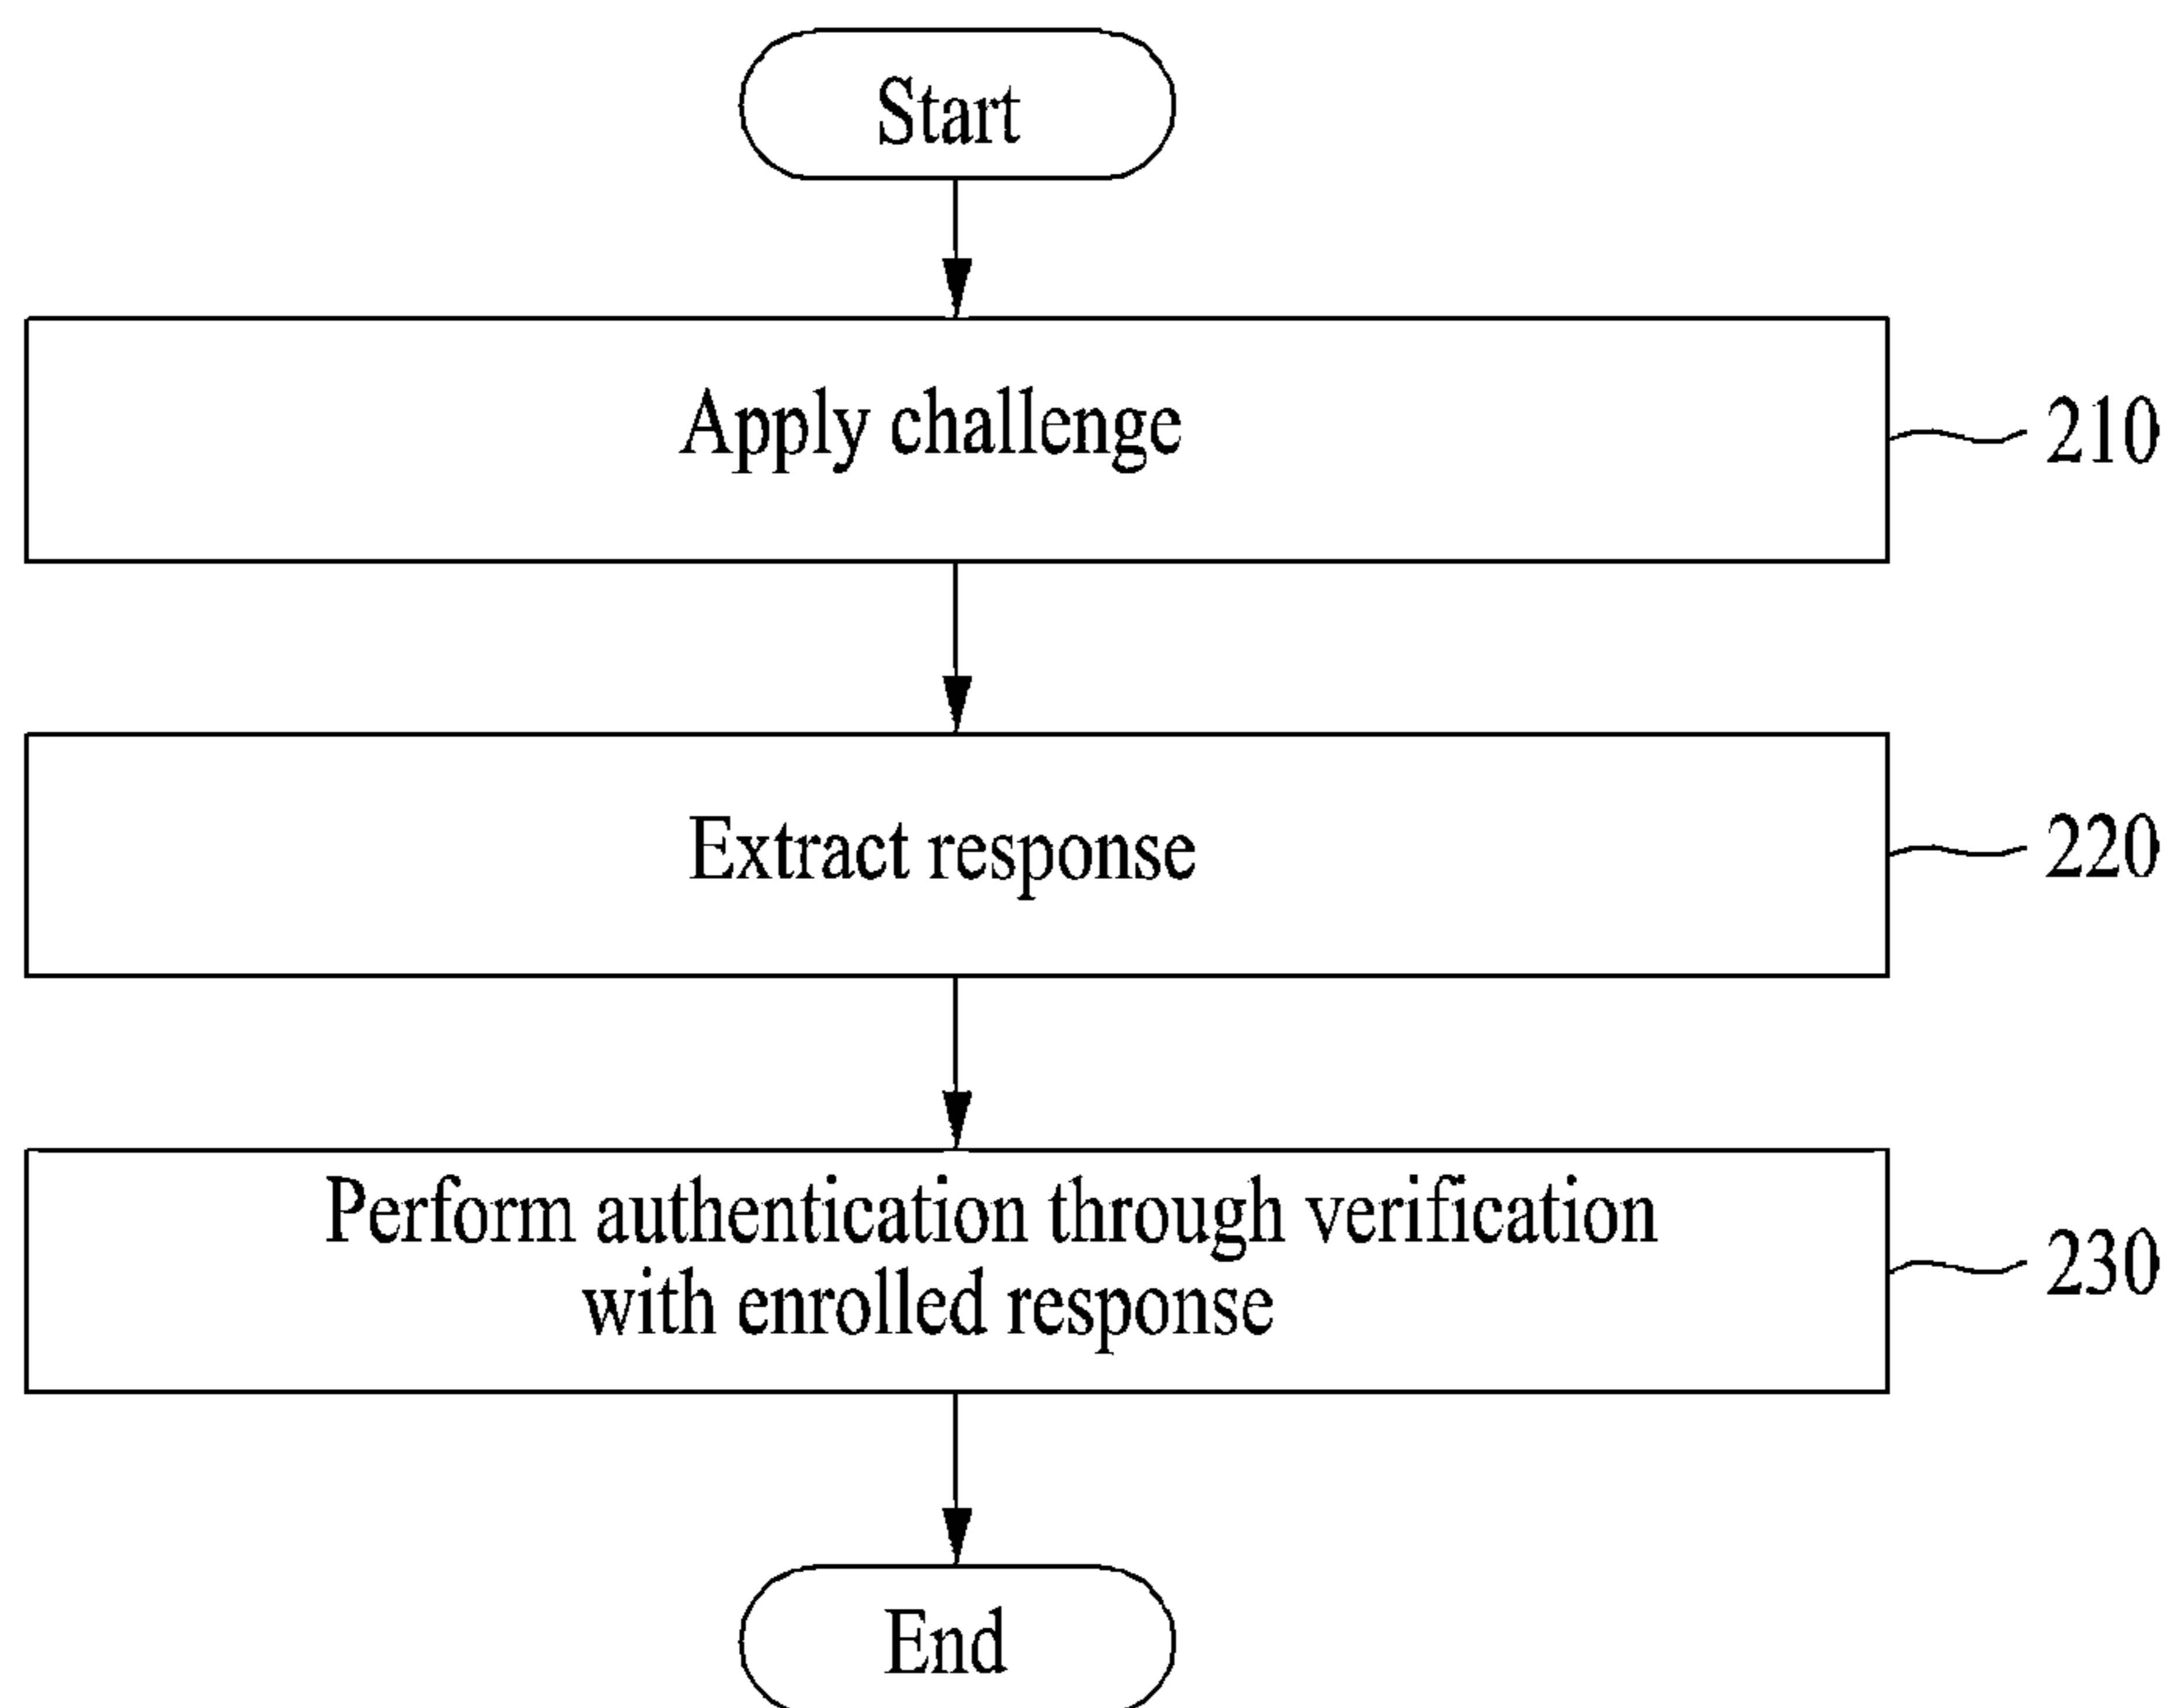 Start
Apply challenge
210
Extract response
220
Perform authentication through verification
with enrolled response
230
End